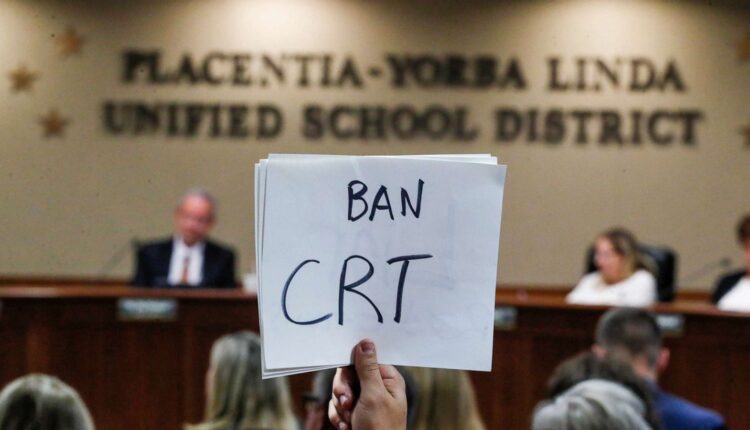 PLACENTIA-YORBA LINDA
UNIFIED SCHOOL DISTRICT
BAN
CRT